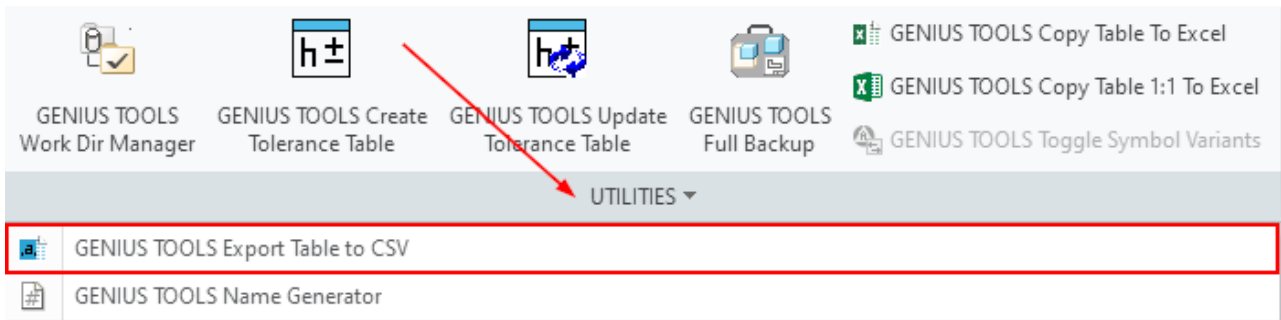 GENIUS TOOLS
Work Dir Manager
GENIUS TOOLS Create
Tolerance Table
GENIUS TOOLS Update
Tolerance Table
GENIUS TOOLS
Full Backup
GENIUS TOOLS Copy Table To Excel
GENIUS TOOLS Copy Table 1:1 To Excel
GENIUS TOOLS Toggle Symbol Variants
UTILITIES
GENIUS TOOLS Export Table to CSV
GENIUS TOOLS Name Generator